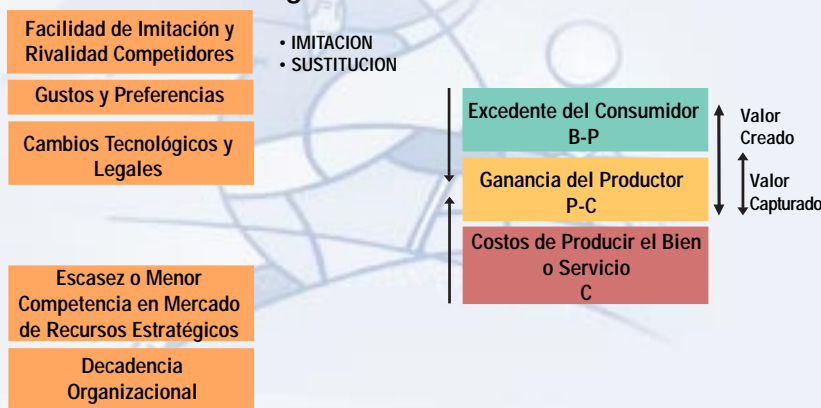 Facilidad de Imitación y
Rivalidad Competidores
• IMITACION
• SUSTITUCION
Gustos y Preferencias
Cambios Tecnológicos y
Legales
Excedente del Consumidor
B-P
Ganancia del Productor
P-C
Costos de Producir el Bien
o Servicio
C
Valor
Creado
Valor
Capturado
Escasez o Menor
Competencia en Mercado
de Recursos Estratégicos
Decadencia
Organizacional